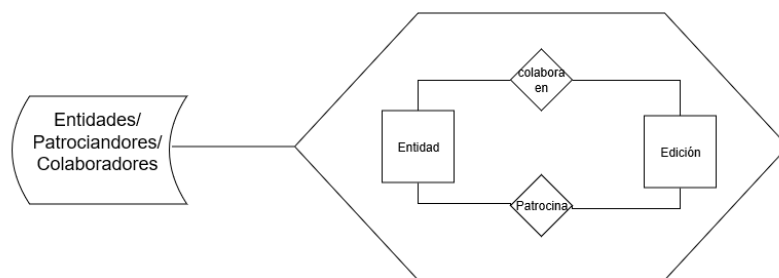 Entidades/
Patrociandores/
Colaboradores
colabora
en
Entidad
Edición
Patrocina